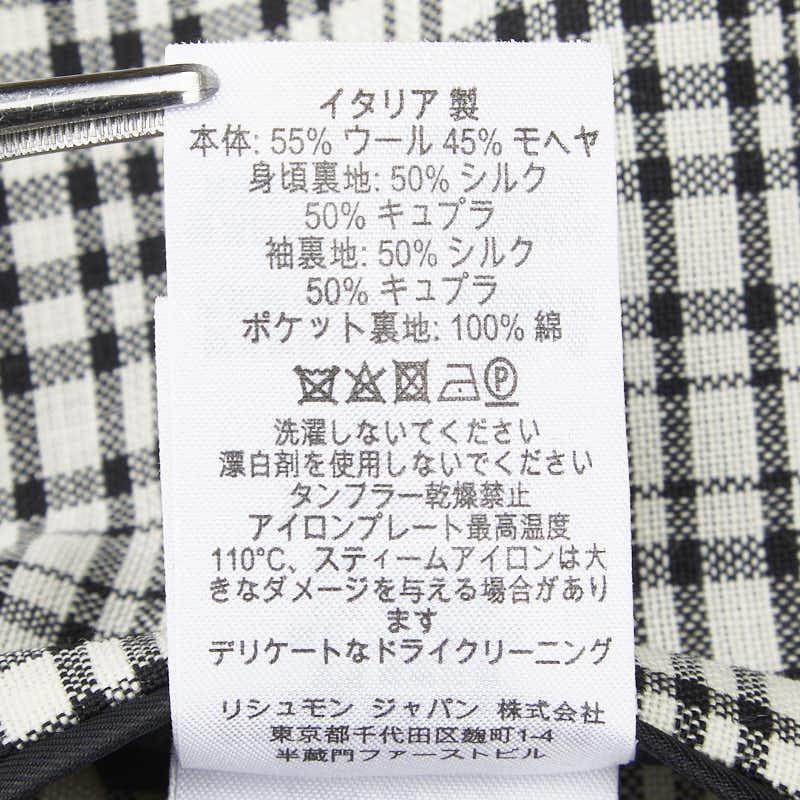 イタリア 製
本体: 55% ウール 45% モヘヤ
身頃裏地: 50% シルク
50% キュプラ
袖裏地: 50% シルク
50% キュプラ
ポケット裏地: 100% 綿
P
洗濯しないてください
漂白剤を使用しないでください
タンブラー乾燥禁止
アイロンプレート最高温度
110°C、スティームアイロンは大
きなダメージを与える場合があり
ます
デリケートなドライクリーニング
リシュモン ジャパン 株式会社
東京都千代田区麹町1-4
半蔵門ファーストビル